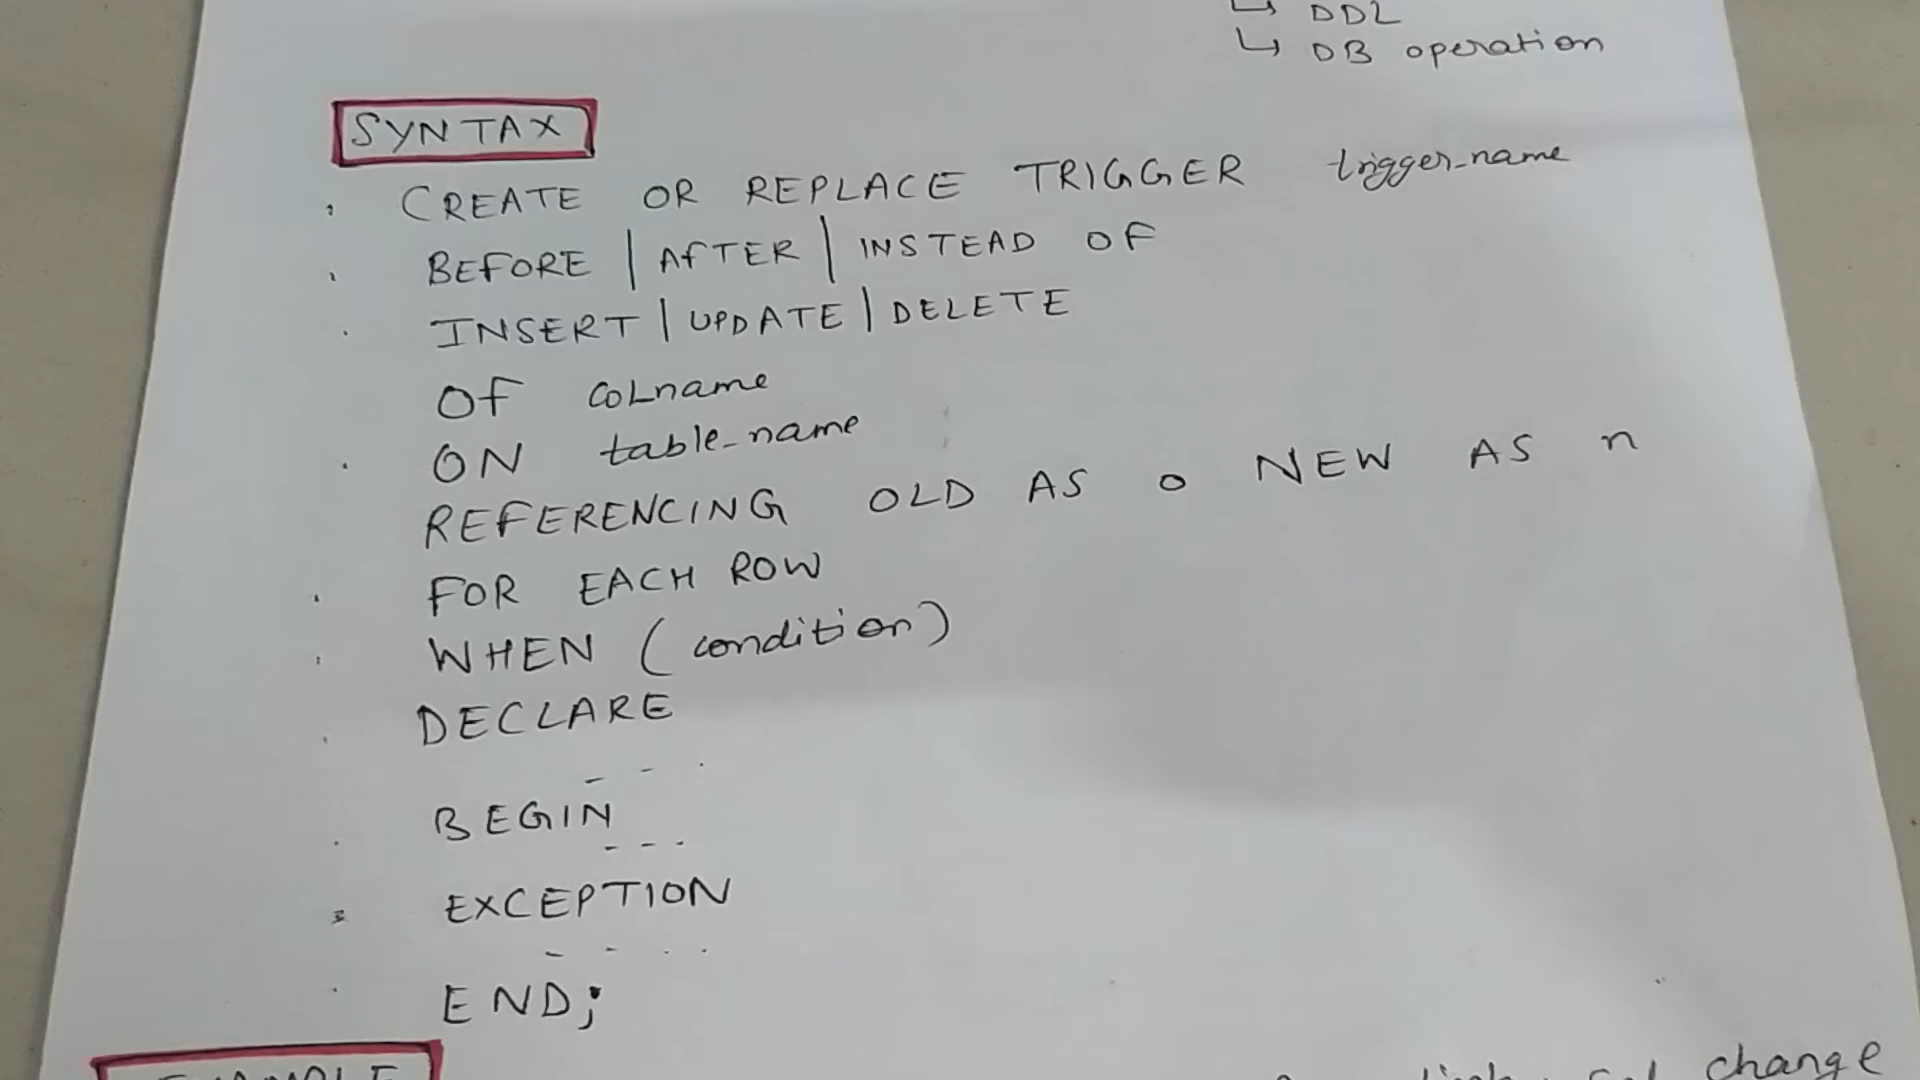 ↳ DDL
↳ DB operation
SYNTAX
CREATE OR REPLACE TRIGGER trigger_name
BEFORE | AFTER | INSTEAD OF
INSERT | UPDATE | DELETE
OF Colname
ON table_name
REFERENCING OLD AS o NEW AS n
FOR EACH ROW
WHEN (condition)
DECLARE
- - .
BEGIN
- - -
EXCEPTION
- - . .
END;
EXAMPLE
change